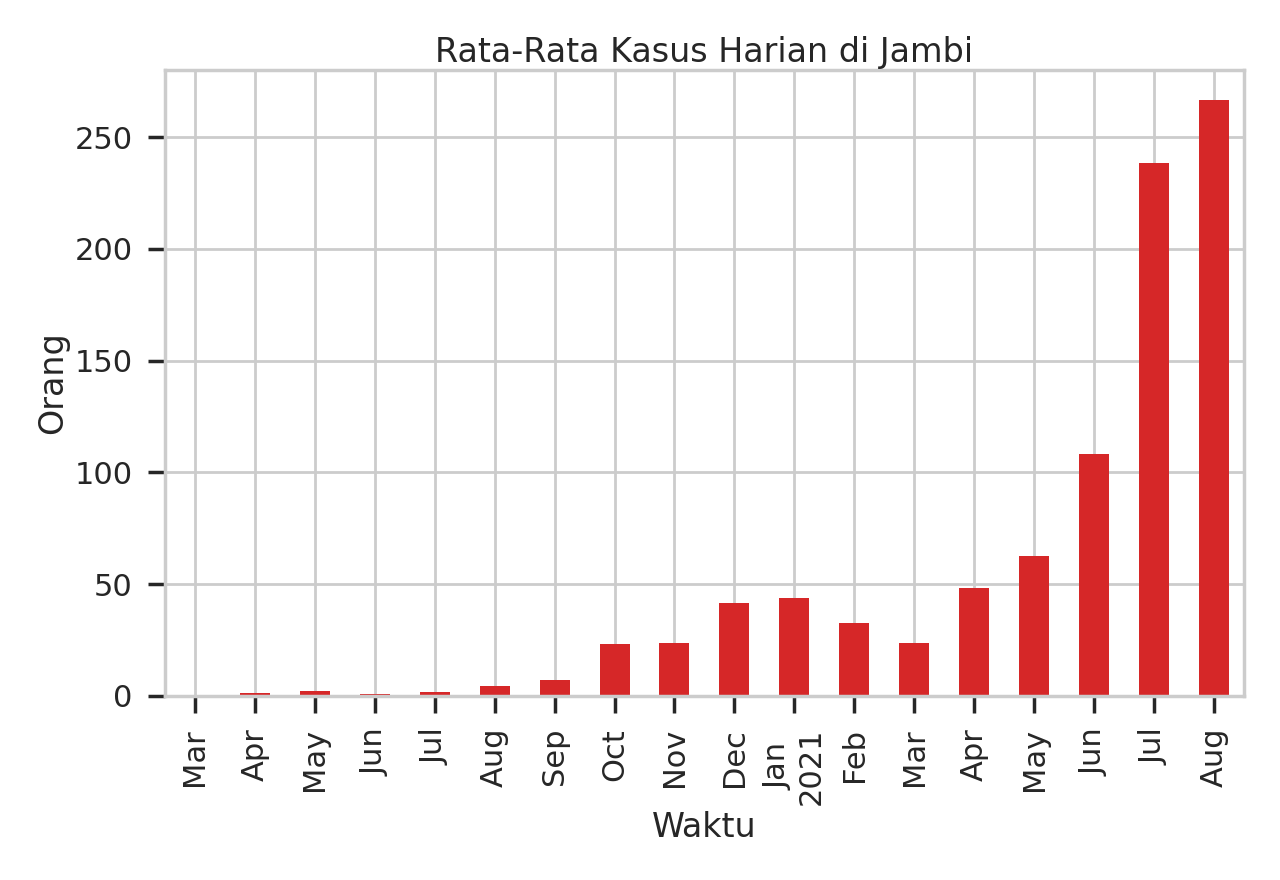 Rata-Rata Kasus Harian di Jambi
Orang
250
200
150
100
50
0
Mar
Apr
May
Jun
Jul
Aug
Sep
Oct
Nov
Dec
Jan
2021
Feb
Mar
Apr
May
Jun
Jul
Aug
Waktu